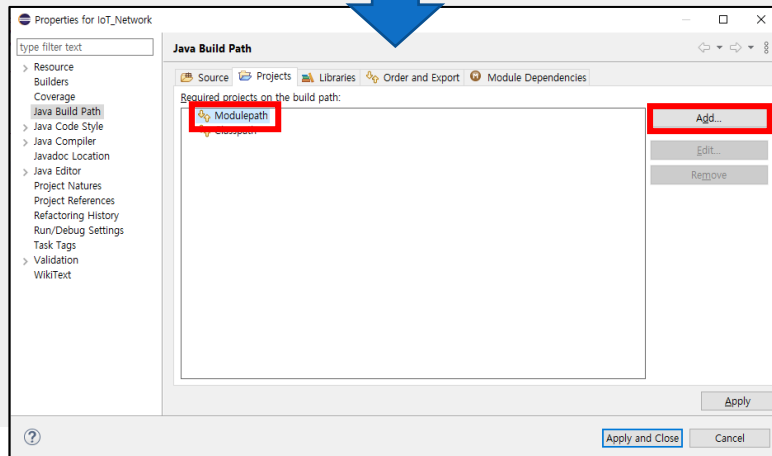 Properties for IoT_Network
type filter text
Resource
Builders
Coverage
Java Build Path
Java Code Style
Java Compiler
Javadoc Location
Java Editor
Project Natures
Project References
Refactoring History
Run/Debug Settings
Task Tags
Validation
WikiText
Java Build Path
Source Projects Libraries Order and Export Module Dependencies
Required projects on the build path:
Modulepath
Classpath
Add...
Edit...
Remove
Apply
Apply and Close Cancel